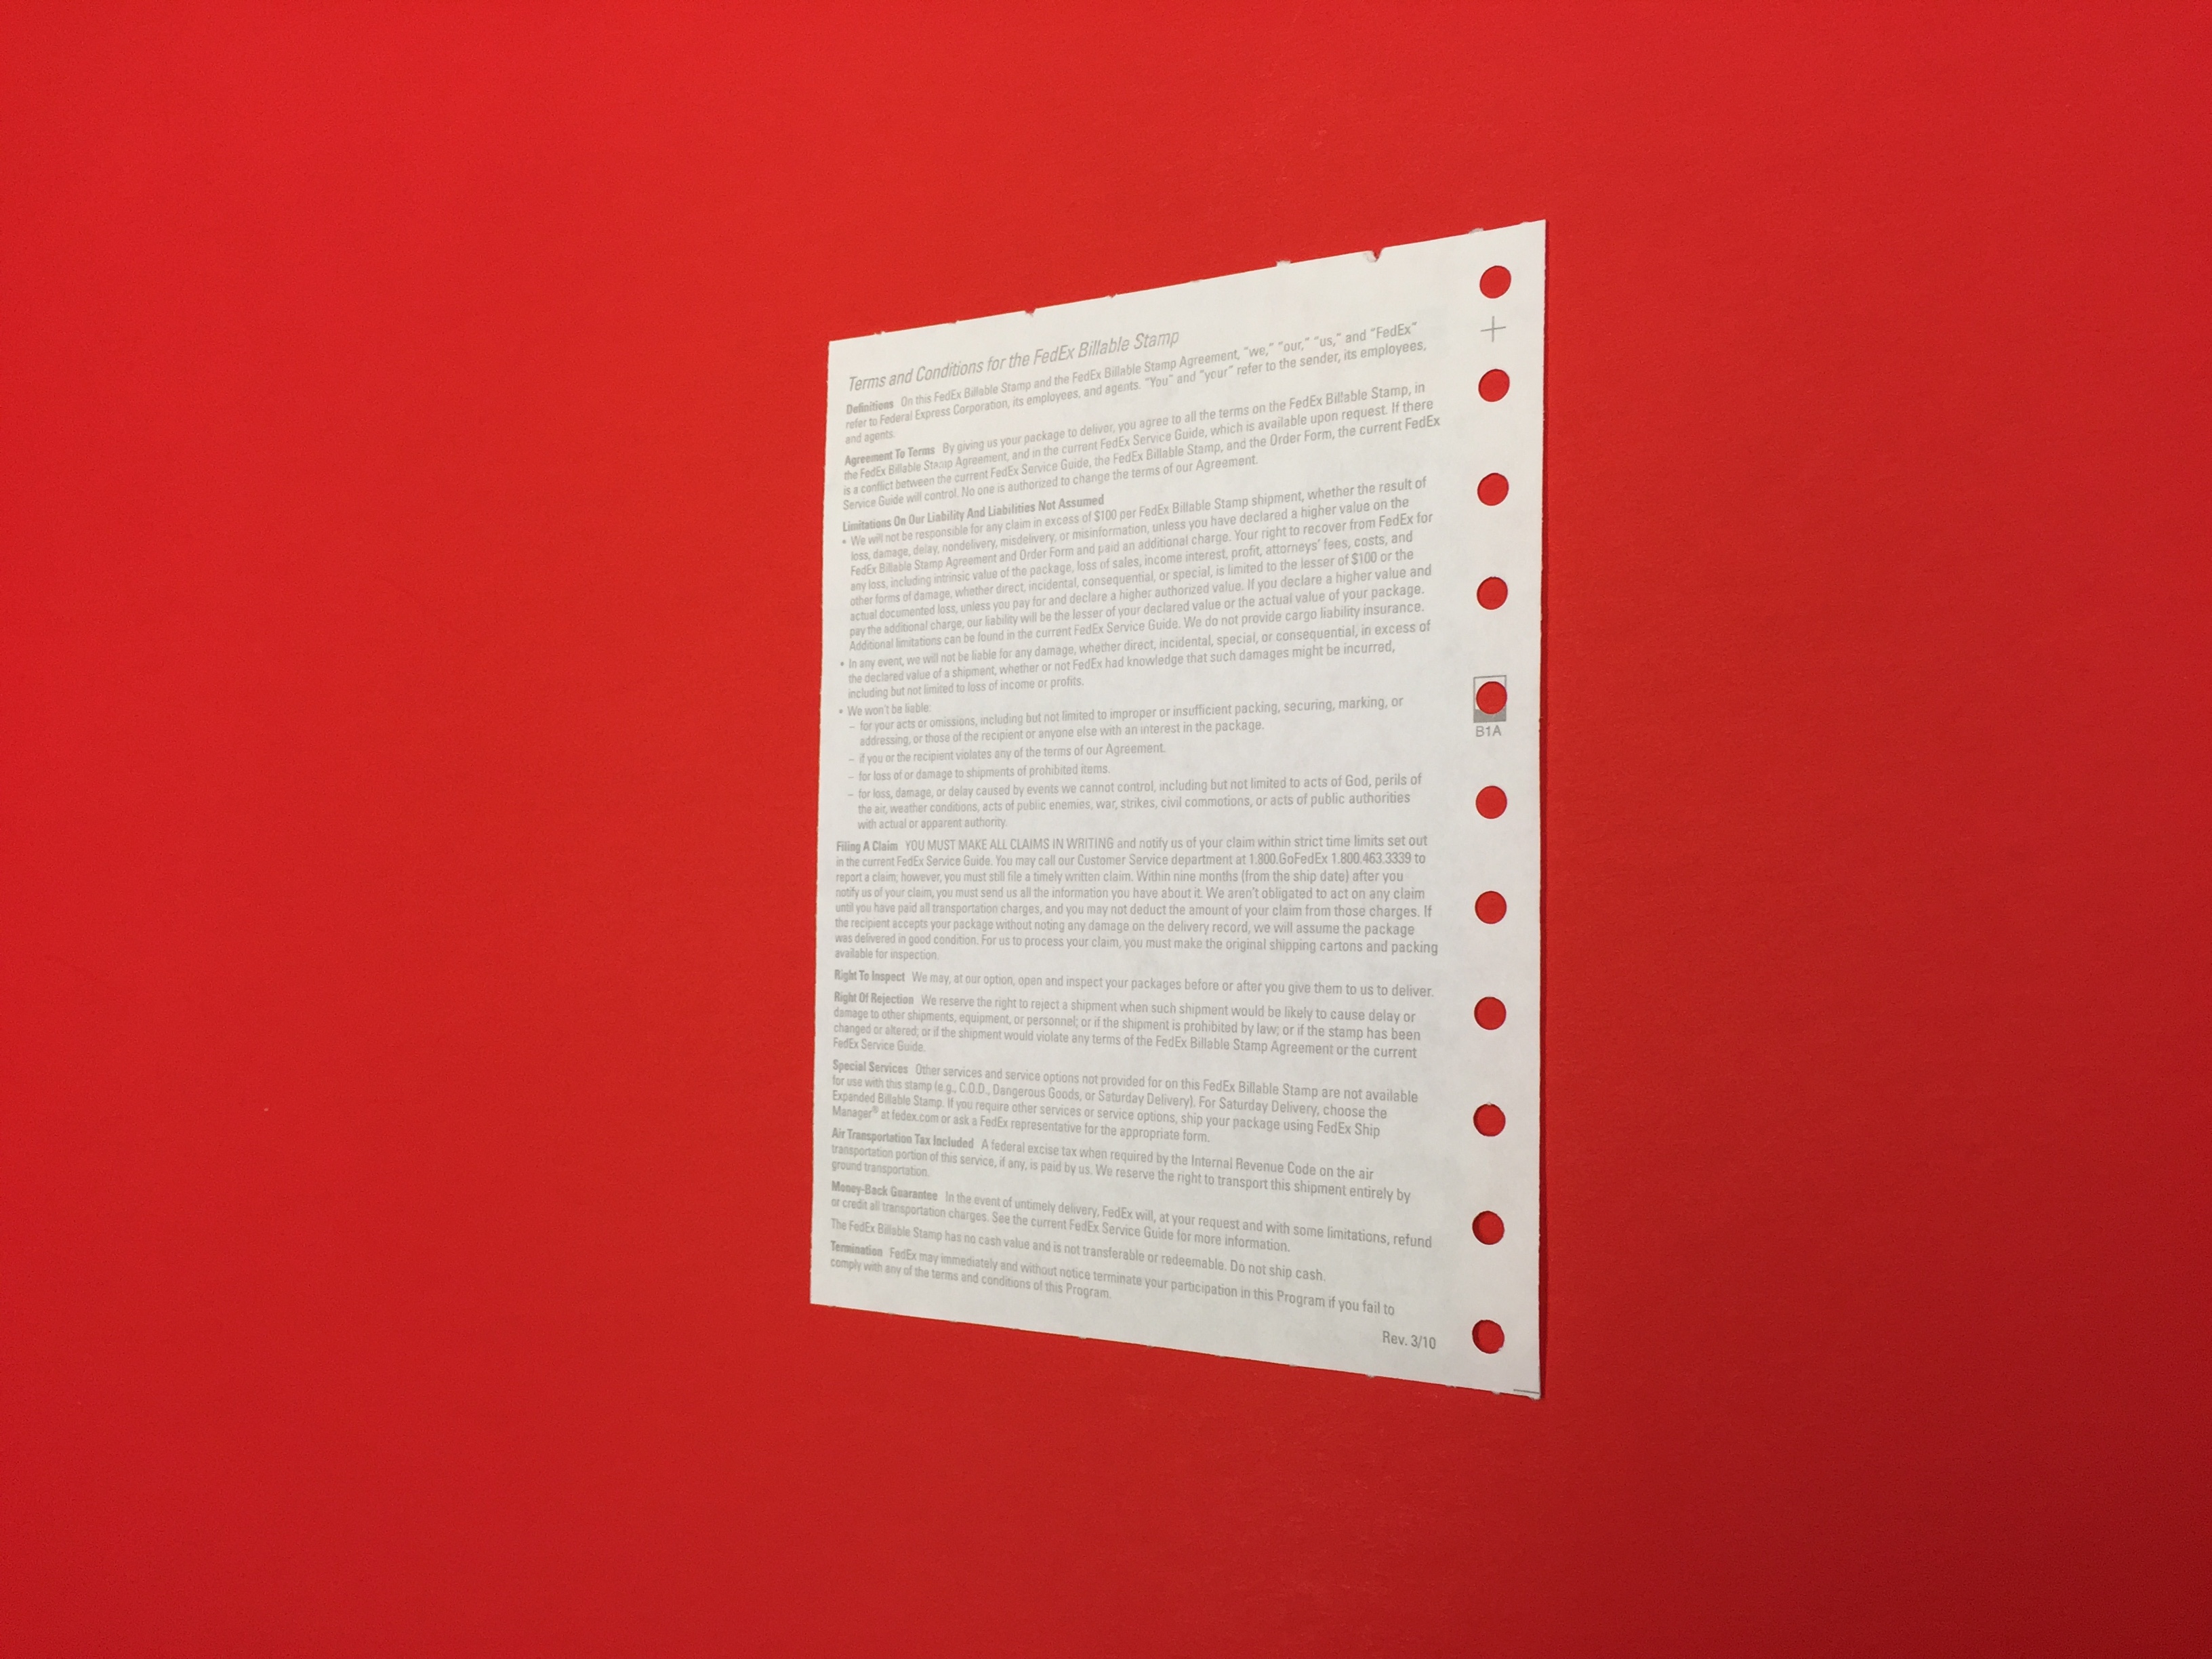 Terms and Conditions for the FedEx Billable Stamp
Definitions On this FedEx Billable Stamp and the FedEx Billable Stamp Agreement, "we," "our," "us," and "FedEx"
refer to Federal Express Corporation, its employees, and agents. "You" and "your" refer to the sender, its employees,
and agents.
Agreement To Terms By giving us your package to deliver, you agree to all the terms on the FedEx Billable Stamp, in
the FedEx Billable Stamp Agreement, and in the current FedEx Service Guide, which is available upon request. If there
is a conflict between the current FedEx Service Guide, the FedEx Billable Stamp, and the Order Form, the current FedEx
Service Guide will control. No one is authorized to change the terms of our Agreement.
Limitations On Our Liability And Liabilities Not Assumed
• We will not be responsible for any claim in excess of $100 per FedEx Billable Stamp shipment, whether the result of
loss, damage, delay, nondelivery, misdelivery, or misinformation, unless you have declared a higher value on the
FedEx Billable Stamp Agreement and Order Form and paid an additional charge. Your right to recover from FedEx for
any loss, including intrinsic value of the package, loss of sales, income interest, profit, attorneys' fees, costs, and
other forms of damage, whether direct, incidental, consequential, or special, is limited to the lesser of $100 or the
actual documented loss, unless you pay for and declare a higher authorized value. If you declare a higher value and
pay the additional charge, our liability will be the lesser of your declared value or the actual value of your package.
Additional limitations can be found in the current FedEx Service Guide. We do not provide cargo liability insurance.
• In any event, we will not be liable for any damage, whether direct, incidental, special, or consequential, in excess of
the declared value of a shipment, whether or not FedEx had knowledge that such damages might be incurred,
including but not limited to loss of income or profits.
• We won't be liable:
– for your acts or omissions, including but not limited to improper or insufficient packing, securing, marking, or
addressing, or those of the recipient or anyone else with an interest in the package.
– if you or the recipient violates any of the terms of our Agreement.
– for loss of or damage to shipments of prohibited items.
– for loss, damage, or delay caused by events we cannot control, including but not limited to acts of God, perils of
the air, weather conditions, acts of public enemies, war, strikes, civil commotions, or acts of public authorities
with actual or apparent authority.
Filing A Claim YOU MUST MAKE ALL CLAIMS IN WRITING and notify us of your claim within strict time limits set out
in the current FedEx Service Guide. You may call our Customer Service department at 1.800.GoFedEx 1.800.463.3339 to
report a claim; however, you must still file a timely written claim. Within nine months (from the ship date) after you
notify us of your claim, you must send us all the information you have about it. We aren't obligated to act on any claim
until you have paid all transportation charges, and you may not deduct the amount of your claim from those charges. If
the recipient accepts your package without noting any damage on the delivery record, we will assume the package
was delivered in good condition. For us to process your claim, you must make the original shipping cartons and packing
available for inspection.
Right To Inspect We may, at our option, open and inspect your packages before or after you give them to us to deliver.
Right Of Rejection We reserve the right to reject a shipment when such shipment would be likely to cause delay or
damage to other shipments, equipment, or personnel; or if the shipment is prohibited by law; or if the stamp has been
changed or altered; or if the shipment would violate any terms of the FedEx Billable Stamp Agreement or the current
FedEx Service Guide.
Special Services Other services and service options not provided for on this FedEx Billable Stamp are not available
for use with this stamp (e.g., C.O.D., Dangerous Goods, or Saturday Delivery). For Saturday Delivery, choose the
Expanded Billable Stamp. If you require other services or service options, ship your package using FedEx Ship
Manager® at fedex.com or ask a FedEx representative for the appropriate form.
Air Transportation Tax Included A federal excise tax when required by the Internal Revenue Code on the air
transportation portion of this service, if any, is paid by us. We reserve the right to transport this shipment entirely by
ground transportation.
Money-Back Guarantee In the event of untimely delivery, FedEx will, at your request and with some limitations, refund
or credit all transportation charges. See the current FedEx Service Guide for more information.
The FedEx Billable Stamp has no cash value and is not transferable or redeemable. Do not ship cash.
Termination FedEx may immediately and without notice terminate your participation in this Program if you fail to
comply with any of the terms and conditions of this Program.
Rev. 3/10
B1A